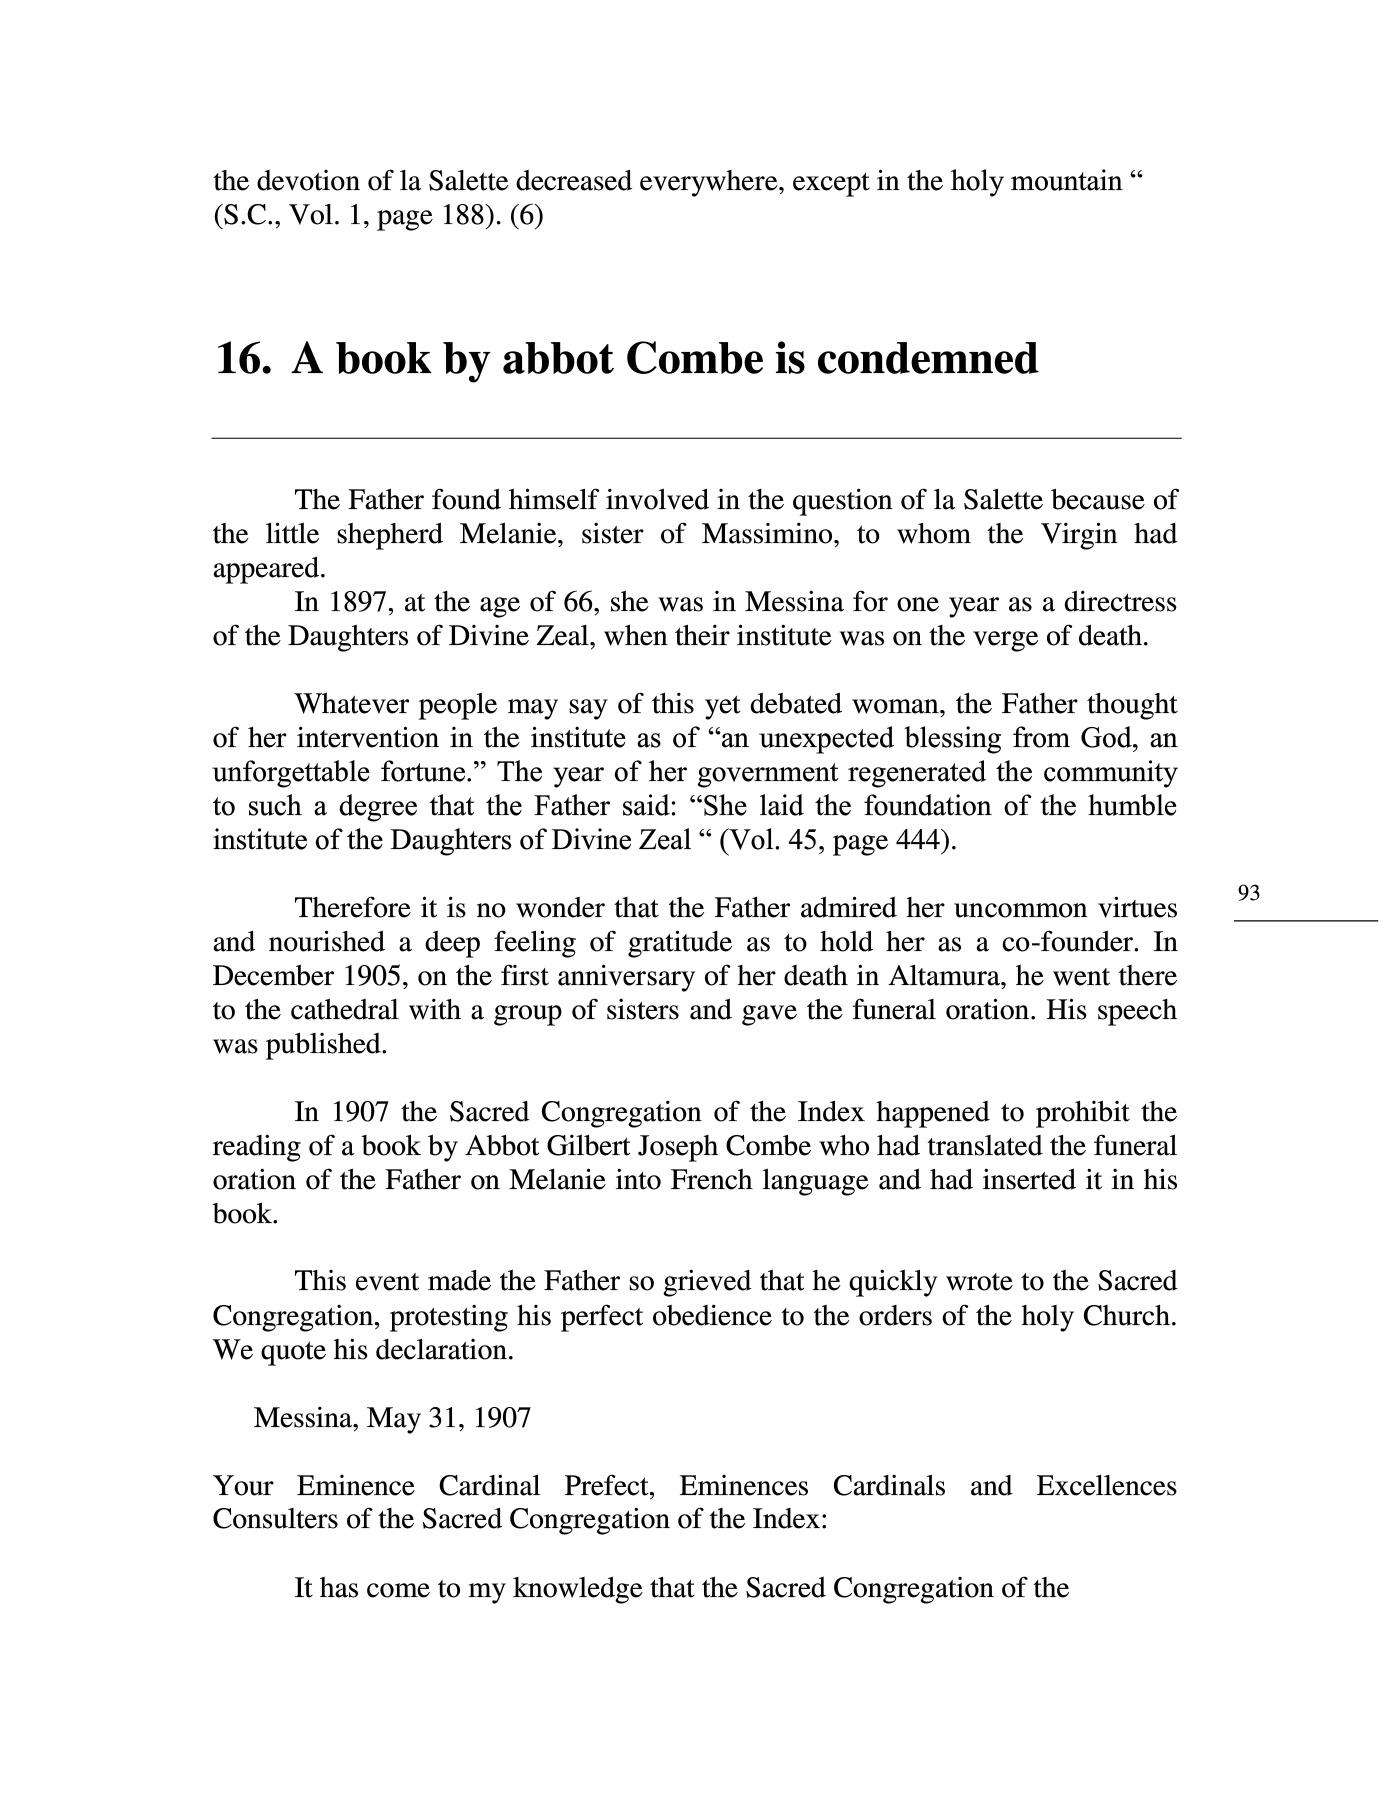 the devotion of la Salette decreased everywhere, except in the holy mountain “
(S.C., Vol. 1, page 188). (6)
16. A book by abbot Combe is condemned
The Father found himself involved in the question of la Salette because of
the little shepherd Melanie, sister of Massimino, to whom the Virgin had
appeared.
In 1897, at the age of 66, she was in Messina for one year as a directress
of the Daughters of Divine Zeal, when their institute was on the verge of death.
Whatever people may say of this yet debated woman, the Father thought
of her intervention in the institute as of “an unexpected blessing from God, an
unforgettable fortune.” The year of her government regenerated the community
to such a degree that the Father said: “She laid the foundation of the humble
institute of the Daughters of Divine Zeal “ (Vol. 45, page 444).
93
Therefore it is no wonder that the Father admired her uncommon virtues
and nourished a deep feeling of gratitude as to hold her as a co-founder. In
December 1905, on the first anniversary of her death in Altamura, he went there
to the cathedral with a group of sisters and gave the funeral oration. His speech
was published.
In 1907 the Sacred Congregation of the Index happened to prohibit the
reading of a book by Abbot Gilbert Joseph Combe who had translated the funeral
oration of the Father on Melanie into French language and had inserted it in his
book.
This event made the Father so grieved that he quickly wrote to the Sacred
Congregation, protesting his perfect obedience to the orders of the holy Church.
We quote his declaration.
Messina, May 31, 1907
Your Eminence Cardinal Prefect, Eminences Cardinals and Excellences
Consulters of the Sacred Congregation of the Index:
It has come to my knowledge that the Sacred Congregation of the